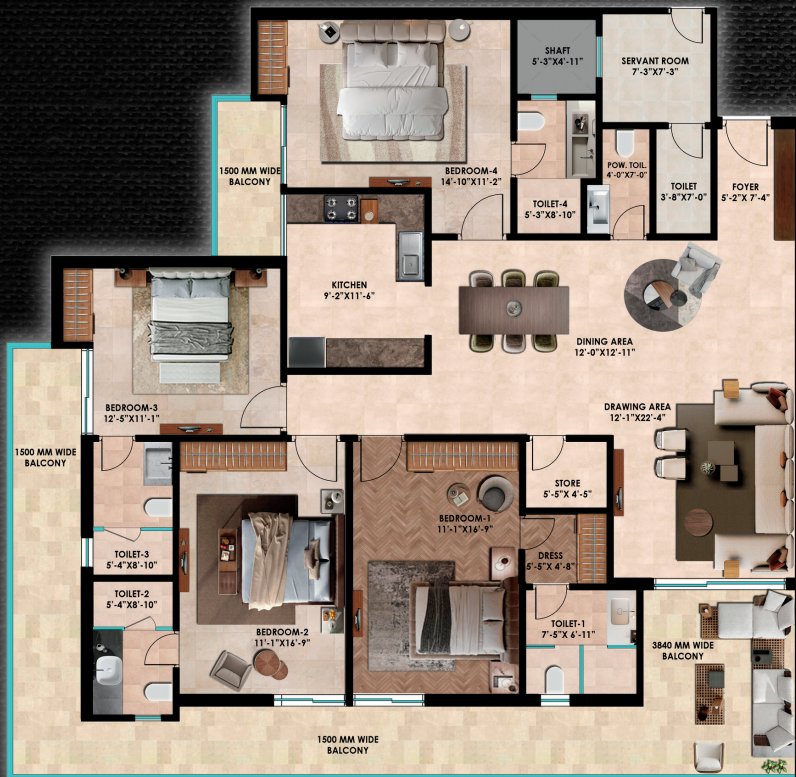 SHAFT
5'-3"X4'-11"
SERVANT ROOM
7'-3"X7'-3"
1500 MM WIDE
BALCONY
BEDROOM-4
14'-10"X11'-2"
TOILET-4
5'-3"X8'-10"
POW. TOIL.
4'-0"X7'-0"
TOILET
3'-8"X7'-0"
FOYER
5'-2"X 7'-4"
KITCHEN
9'-2"X11'-6"
DINING AREA
12'-0"X12'-11"
BEDROOM-3
12'-5"X11'-1"
DRAWING AREA
12'-1"X22'-4"
1500 MM WIDE
BALCONY
STORE
5'-5"X 4'-5"
BEDROOM-1
11'-1"X16'-9"
TOILET-3
5'-4"X8'-10"
DRESS
5'-5"X 4'-8"
TOILET-2
5'-4"X8'-10"
BEDROOM-2
11'-1"X16'-9"
TOILET-1
7'-5"X 6'-11"
3840 MM WIDE
BALCONY
1500 MM WIDE
BALCONY